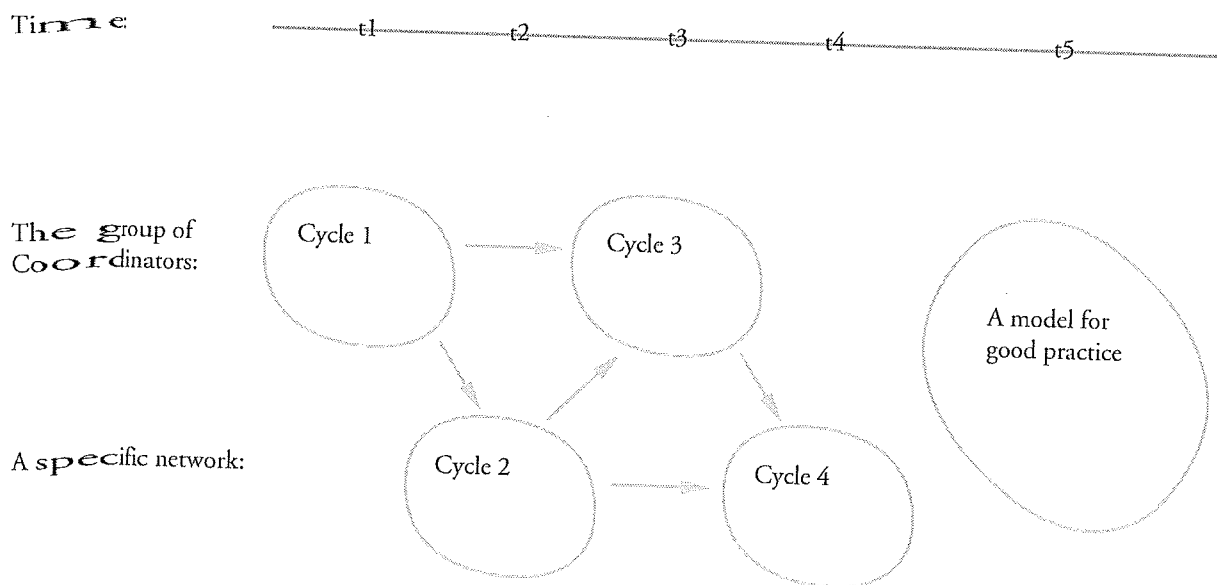 Time:
t1 t2 t3 t4 t5
The group of
Coordinators:
Cycle 1
Cycle 3
A model for
good practice
A specific network:
Cycle 2
Cycle 4